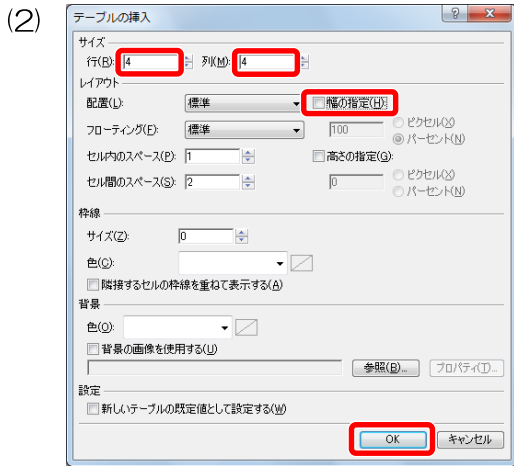 (2)
テーブルの挿入
サイズ
行(R): 4 列(M): 4
レイアウト
配置(L): 標準 幅の指定(H):
フローティング(F): 標準 100 ピクセル(X)
パーセント(N)
セル内のスペース(P): 1 高さの指定(G):
セル間のスペース(S): 2 0 ピクセル(X)
パーセント(N)
枠線
サイズ(Z): 0
色(C):
隣接するセルの枠線を重ねて表示する(A)
背景
色(O):
背景の画像を使用する(U)
参照(B)... プロパティ(T)...
設定
新しいテーブルの既定値として設定する(W)
OK キャンセル